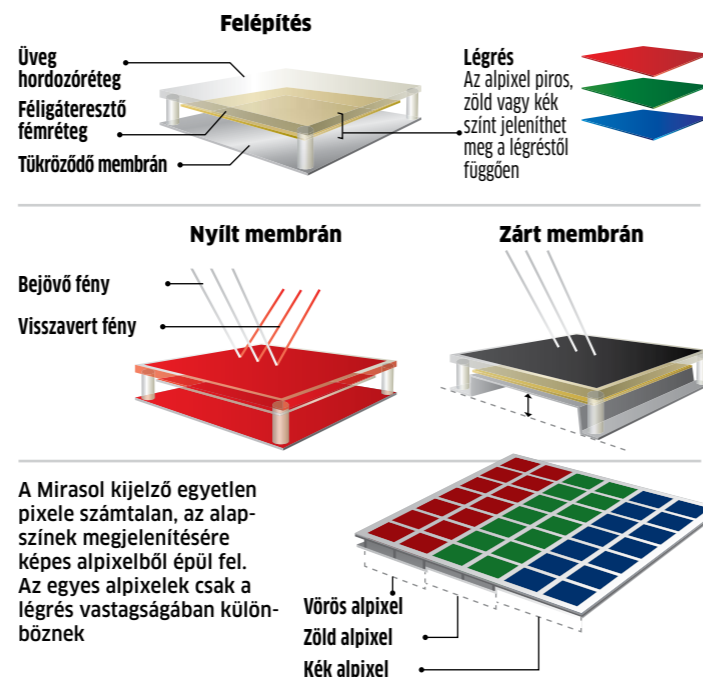 Felépítés
Üveg
hordozóréteg
Féligáteresztő
fémréteg
Tükröződő membrán
Légrés
Az alpixel piros,
zöld vagy kék
színt jeleníthet
meg a légréstől
függően
Nyílt membrán
Bejövő fény
Visszavert fény
Zárt membrán
A Mirasol kijelző egyetlen
pixele számtalan, az alap-
színek megjelenítésére
képes alpixelből épül fel.
Az egyes alpixelek csak a
légrés vastagságában külön-
böznek
Vörös alpixel
Zöld alpixel
Kék alpixel